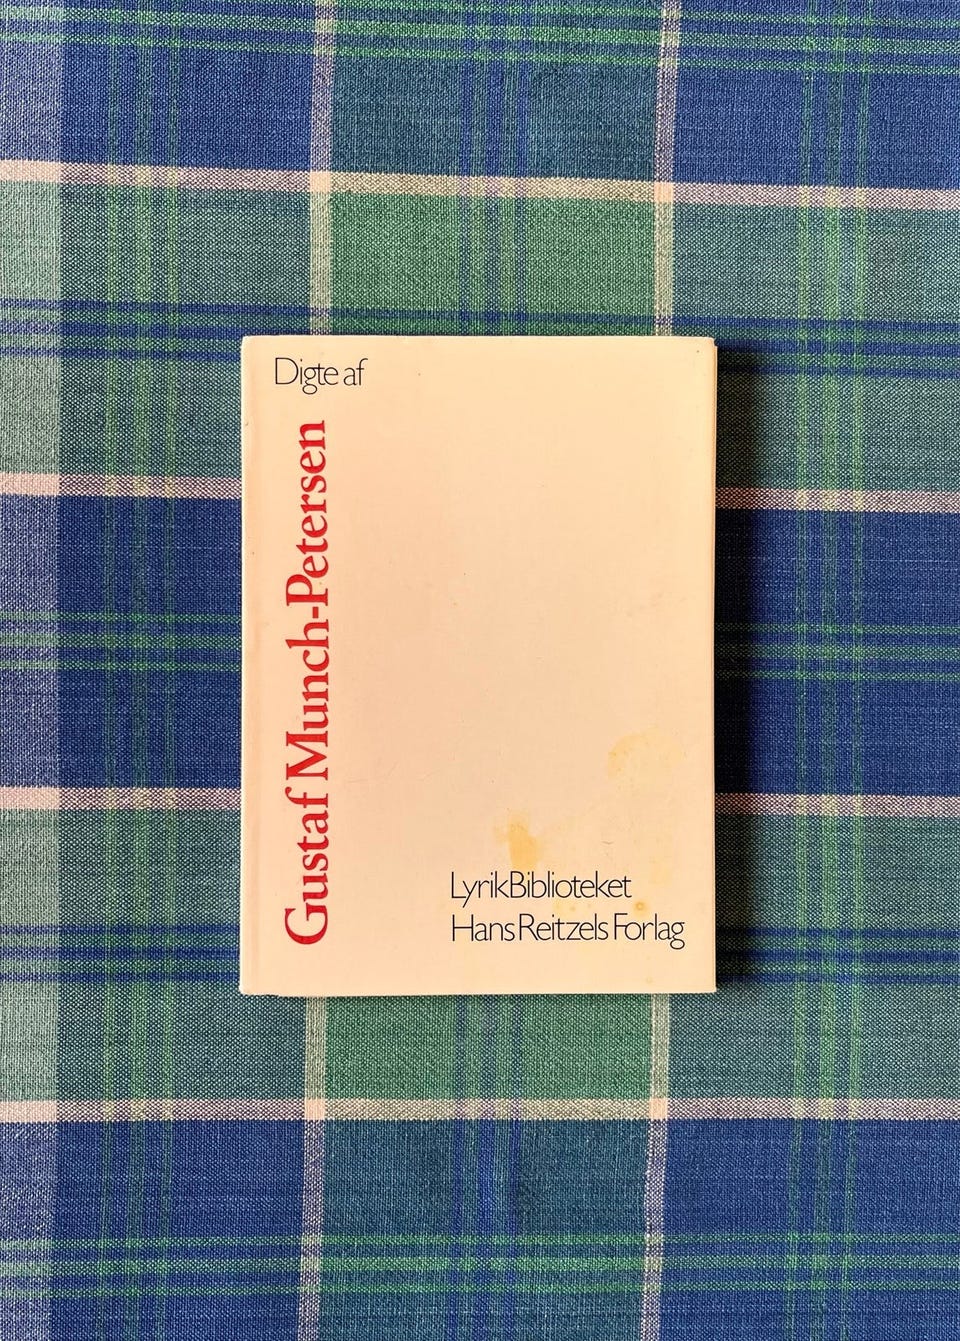 Digte af
Gustaf Munch-Petersen
LyrikBiblioteket
Hans Reitzels Forlag